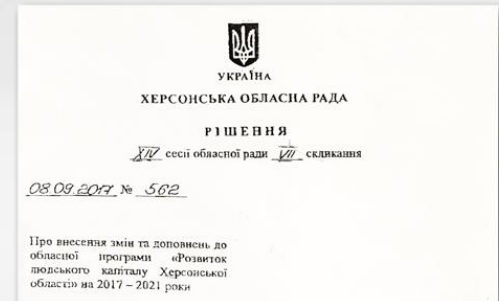 УКРАЇНА
ХЕРСОНСЬКА ОБЛАСНА РАДА
РІШЕННЯ
XIV сесії обласної ради VII скликання
08.09.2017 № 562
Про внесення змін та доповнень до
обласної програми «Розвиток
людського капіталу Херсонської
області» на 2017 – 2021 роки